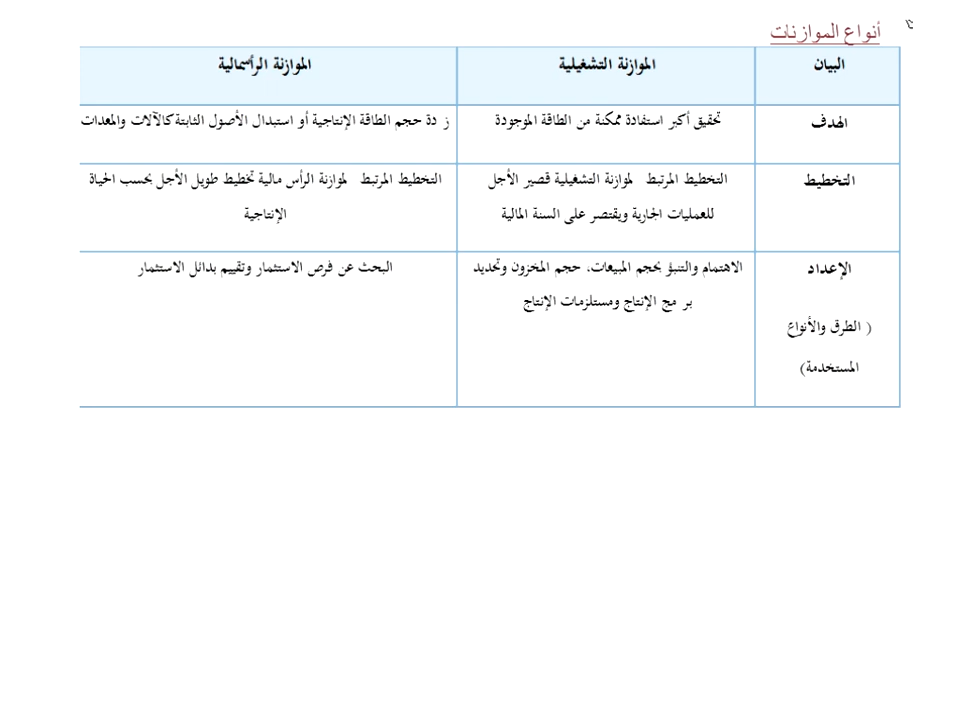 أنواع الموازنات
البيان
الموازنة التشغيلية
الموازنة الرأسمالية
الهدف
تحقيق أكبر استفادة ممكنة من الطاقة الموجودة
ز دة حجم الطاقة الإنتاجية أو استبدال الأصول الثابتة كالآلات والمعدات
التخطيط
التخطيط المرتبط لموازنة التشغيلية قصير الأجل
للعمليات الجارية ويقتصر على السنة المالية
التخطيط المرتبط لموازنة الرأس مالية تخطيط طويل الأجل بحسب الحياة
الإنتاجية
الإعداد
( الطرق والأنواع
المستخدمة)
الاهتمام والتنبؤ بحجم المبيعات، حجم المخزون وتحديد
بر مج الإنتاج ومستلزمات الإنتاج
البحث عن فرص الاستثمار وتقييم بدائل الاستثمار